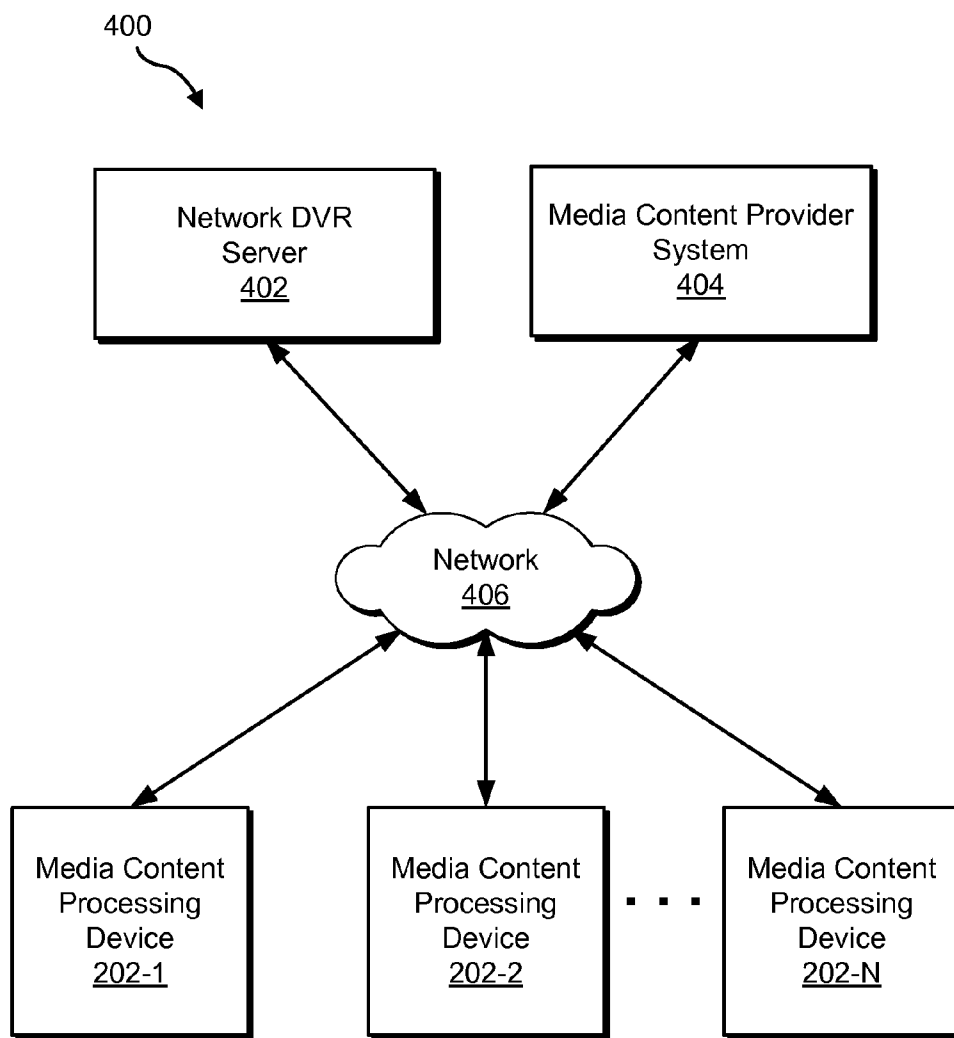 400
Network DVR
Server
402
Media Content Provider
System
404
Network
406
Media Content
Processing
Device
202-1
Media Content
Processing
Device
202-2
. . .
Media Content
Processing
Device
202-N